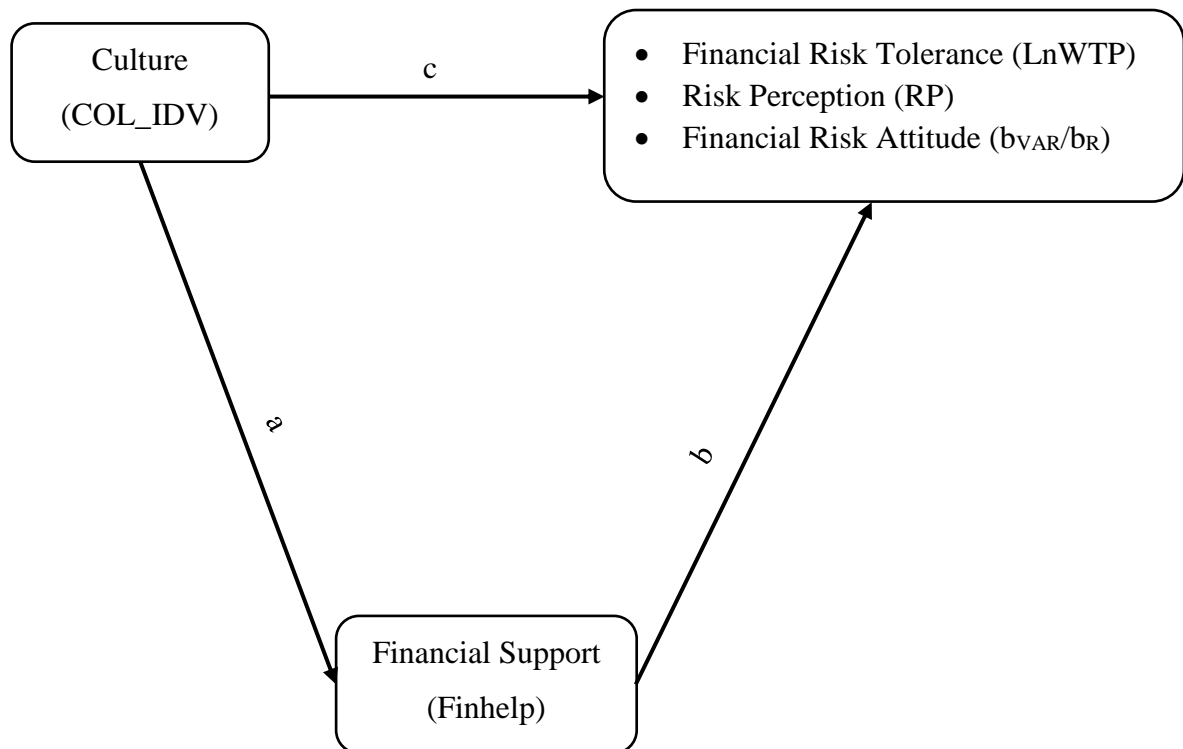 Culture
(COL_IDV)
c
• Financial Risk Tolerance (LnWTP)
• Risk Perception (RP)
• Financial Risk Attitude (bVAR/bR)
a
b
Financial Support
(Finhelp)